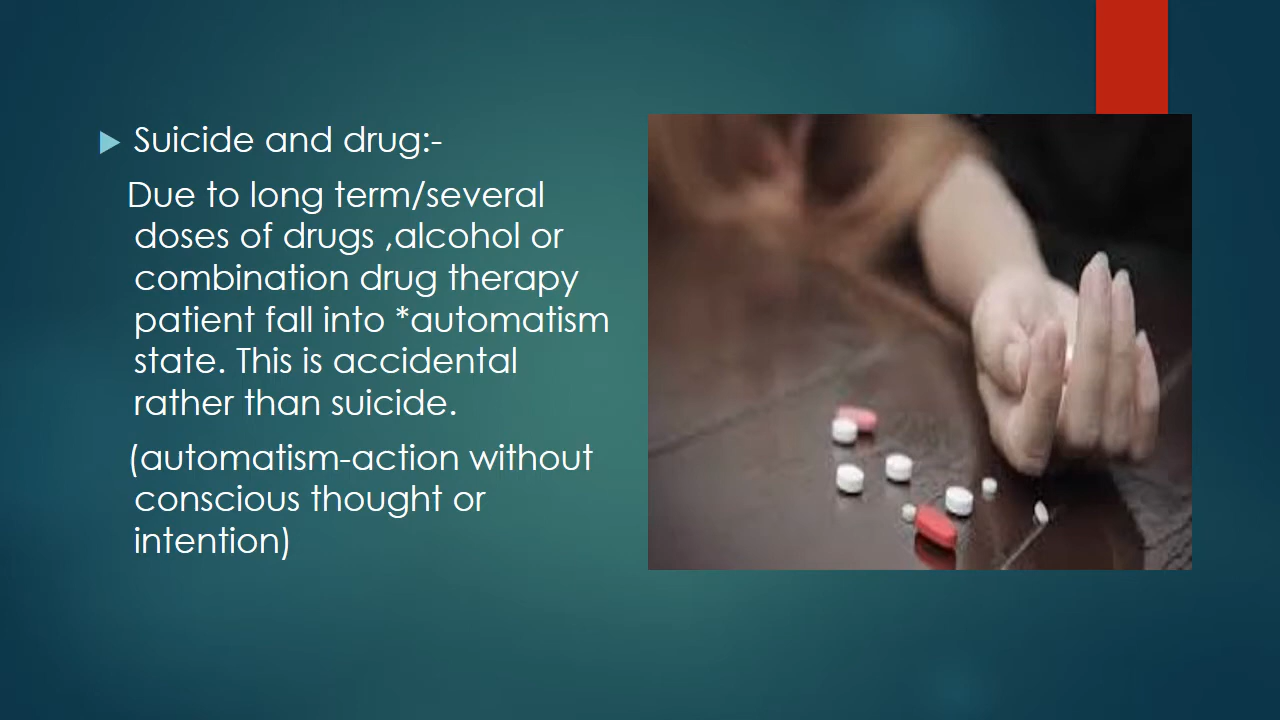 Suicide and drug:-
Due to long term/several
doses of drugs ,alcohol or
combination drug therapy
patient fall into *automatism
state. This is accidental
rather than suicide.
(automatism-action without
conscious thought or
intention)